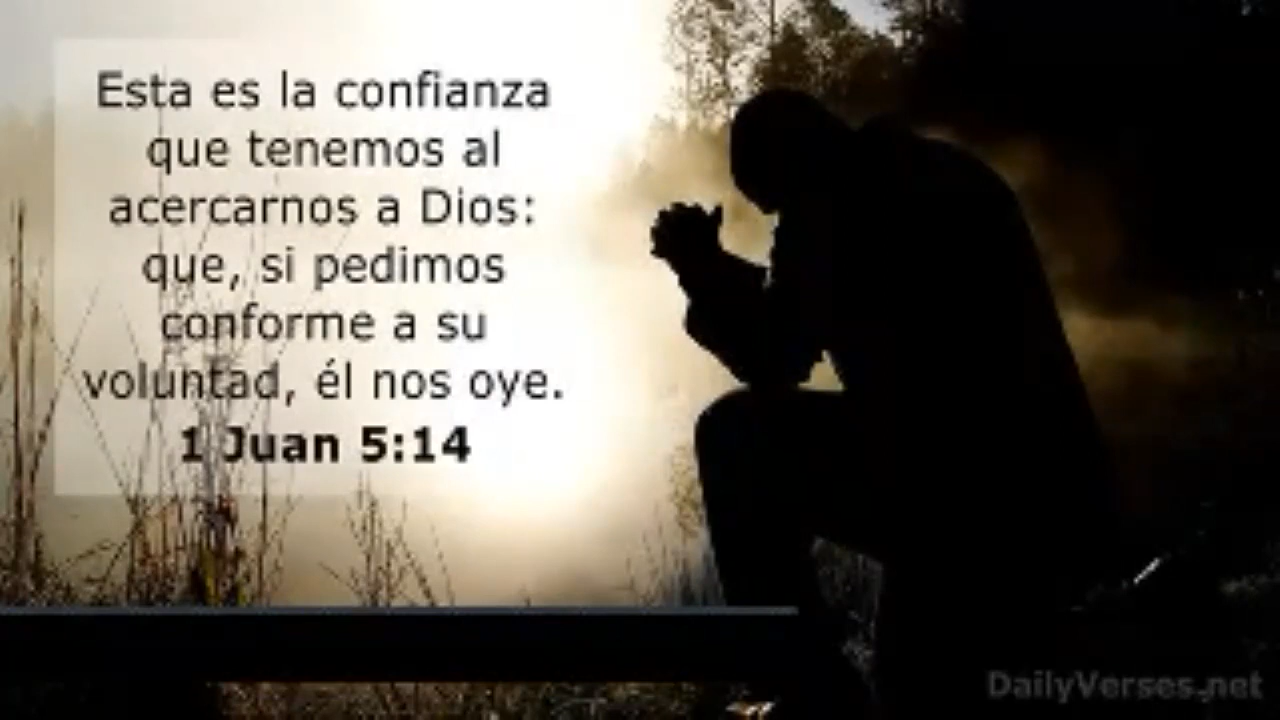 Esta es la confianza
que tenemos al
acercarnos a Dios:
que, si pedimos
conforme a su
voluntad, él nos oye.
1 Juan 5:14
DailyVerses.net